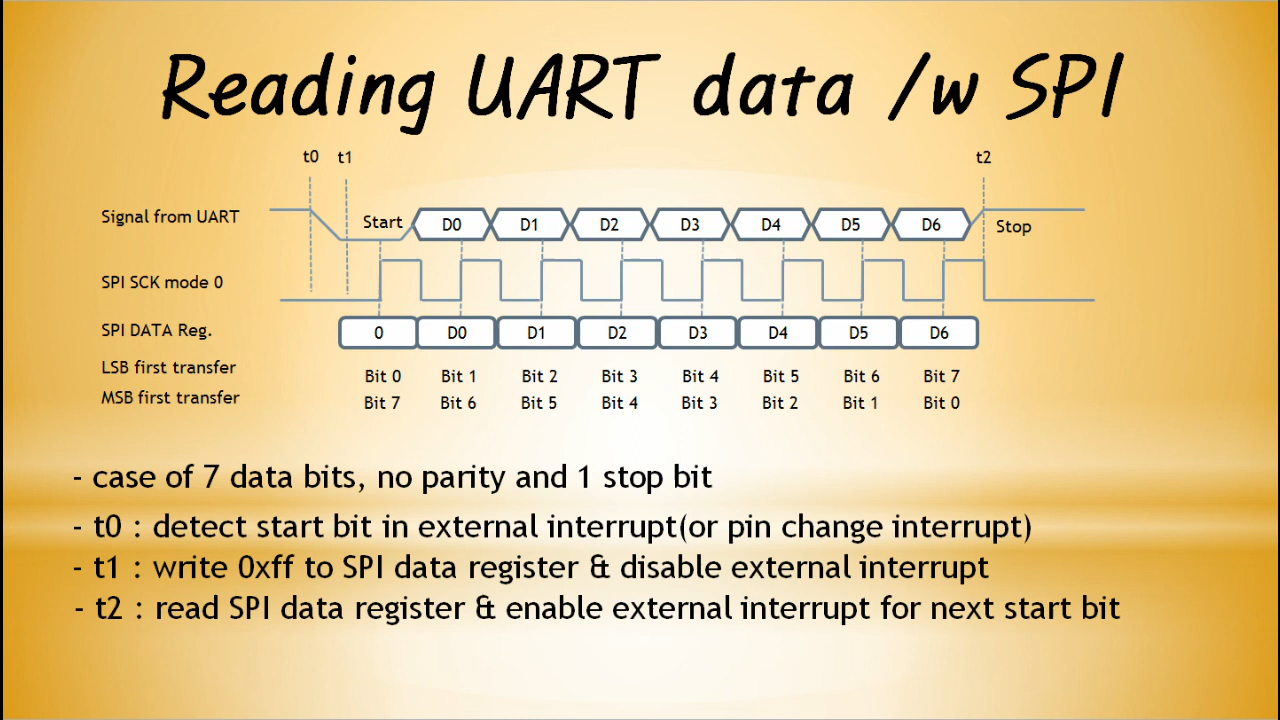 Reading UART data /w SPI
t0 t1 t2
Signal from UART Start D0 D1 D2 D3 D4 D5 D6 Stop
SPI SCK mode 0
SPI DATA Reg. 0 D0 D1 D2 D3 D4 D5 D6
LSB first transfer Bit 0 Bit 1 Bit 2 Bit 3 Bit 4 Bit 5 Bit 6 Bit 7
MSB first transfer Bit 7 Bit 6 Bit 5 Bit 4 Bit 3 Bit 2 Bit 1 Bit 0
- case of 7 data bits, no parity and 1 stop bit
- t0 : detect start bit in external interrupt(or pin change interrupt)
- t1 : write 0xff to SPI data register & disable external interrupt
- t2 : read SPI data register & enable external interrupt for next start bit